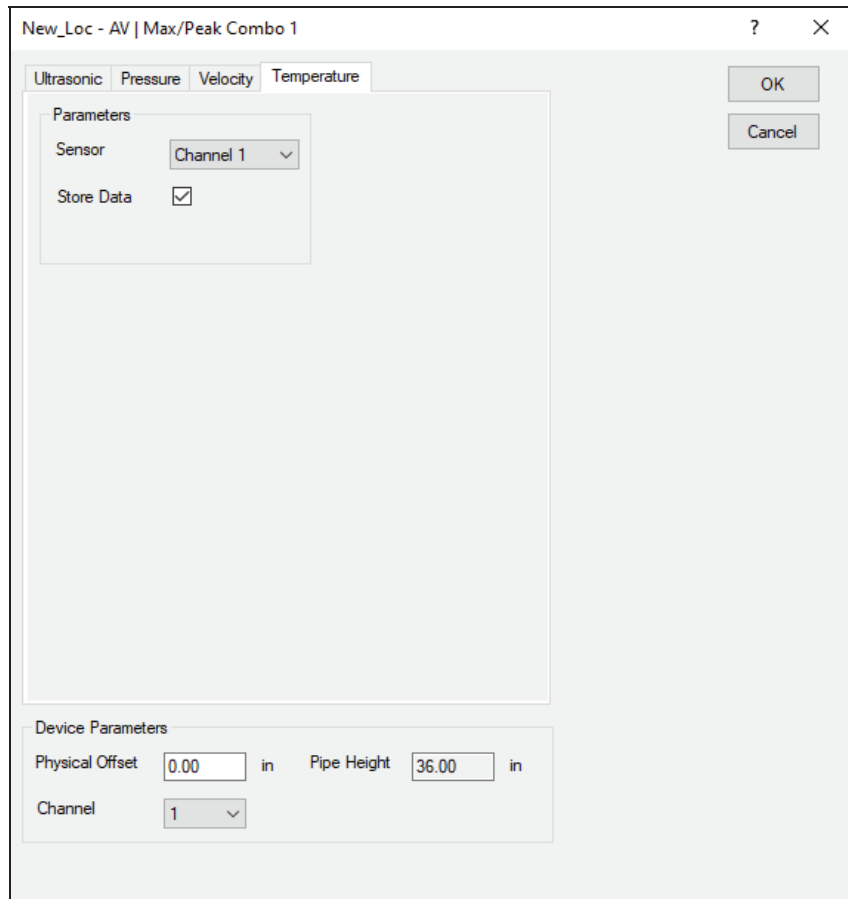 New_Loc - AV | Max/Peak Combo 1 ?
Ultrasonic Pressure Velocity Temperature
OK
Parameters
Cancel
Sensor Channel 1
Store Data
Device Parameters
Physical Offset 0.00 in Pipe Height 36.00 in
Channel 1